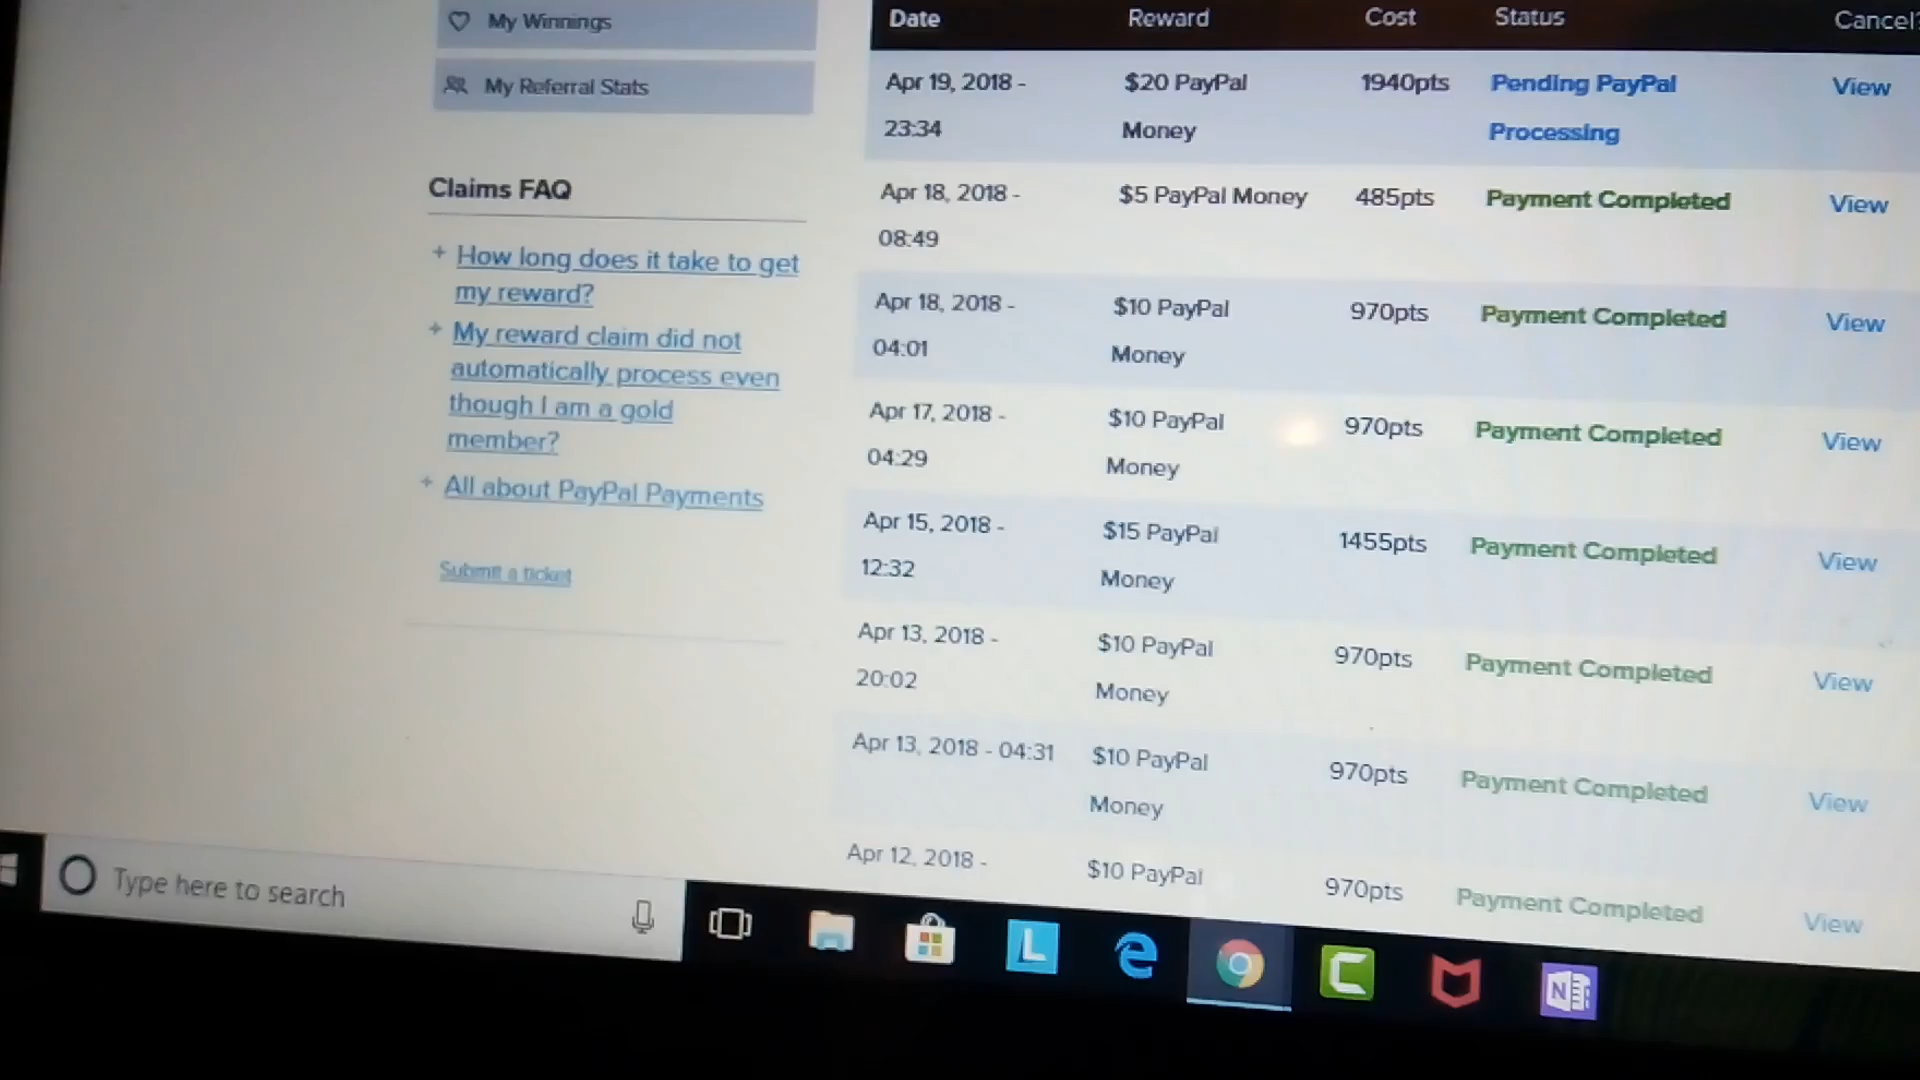 My Winnings
My Referral Stats
Claims FAQ
+ How long does it take to get
my reward?
+ My reward claim did not
automatically process even
though I am a gold
member?
+ All about PayPal Payments
Submit a ticket
Date Reward Cost Status Cancel?
Apr 19, 2018 - $20 PayPal 1940pts Pending PayPal View
23:34 Money Processing
Apr 18, 2018 - $5 PayPal Money 485pts Payment Completed View
08:49
Apr 18, 2018 - $10 PayPal 970pts Payment Completed View
04:01 Money
Apr 17, 2018 - $10 PayPal 970pts Payment Completed View
04:29 Money
Apr 15, 2018 - $15 PayPal 1455pts Payment Completed View
12:32 Money
Apr 13, 2018 - $10 PayPal 970pts Payment Completed View
20:02 Money
Apr 13, 2018 - 04:31 $10 PayPal 970pts Payment Completed View
Money
Apr 12, 2018 - $10 PayPal 970pts Payment Completed View
Type here to search
L
N